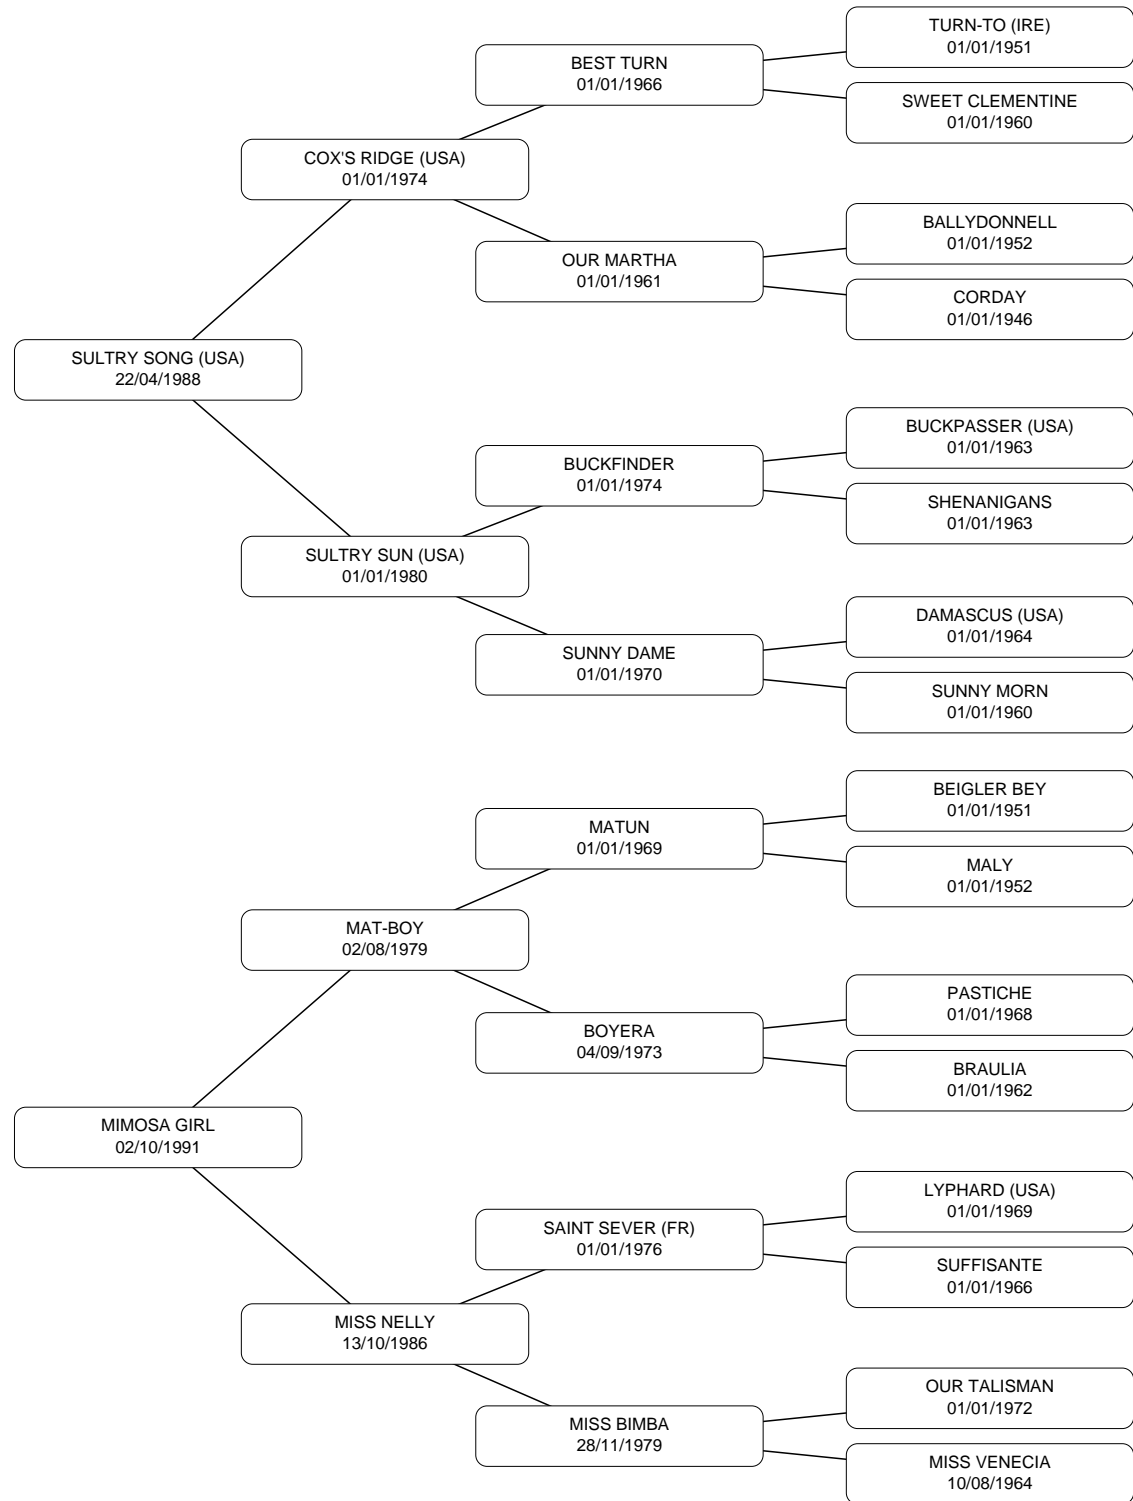 TURN-TO (IRE)
01/01/1951
BEST TURN
01/01/1966
SWEET CLEMENTINE
01/01/1960
COX'S RIDGE (USA)
01/01/1974
BALLYDONNELL
01/01/1952
OUR MARTHA
01/01/1961
CORDAY
01/01/1946
SULTRY SONG (USA)
22/04/1988
BUCKPASSER (USA)
01/01/1963
BUCKFINDER
01/01/1974
SHENANIGANS
01/01/1963
SULTRY SUN (USA)
01/01/1980
DAMASCUS (USA)
01/01/1964
SUNNY DAME
01/01/1970
SUNNY MORN
01/01/1960
BEIGLER BEY
01/01/1951
MATUN
01/01/1969
MALY
01/01/1952
MAT-BOY
02/08/1979
PASTICHE
01/01/1968
BOYERA
04/09/1973
BRAULIA
01/01/1962
MIMOSA GIRL
02/10/1991
LYPHARD (USA)
01/01/1969
SAINT SEVER (FR)
01/01/1976
SUFFISANTE
01/01/1966
MISS NELLY
13/10/1986
OUR TALISMAN
01/01/1972
MISS BIMBA
28/11/1979
MISS VENECIA
10/08/1964